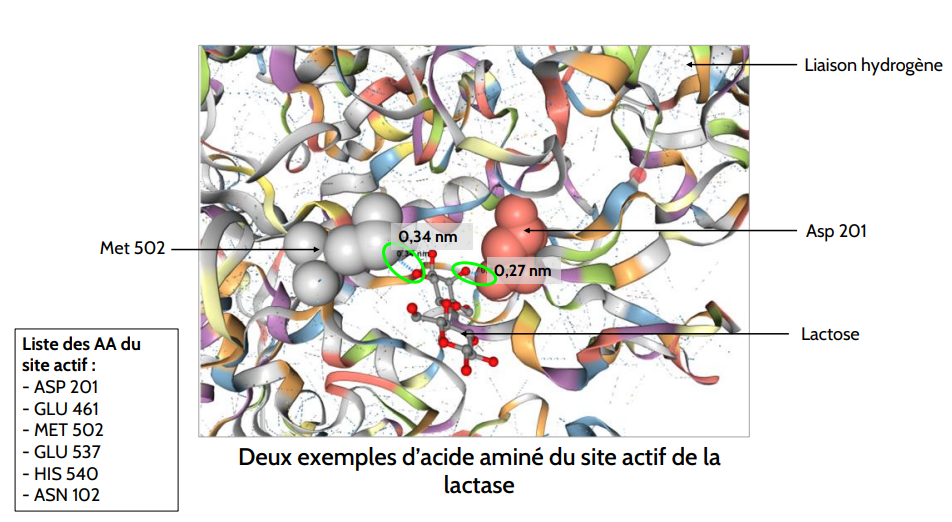 Liaison hydrogène
0,34 nm
Asp 201
Met 502
0,27 nm
Lactose
Liste des AA du
site actif :
- ASP 201
- GLU 461
- MET 502
- GLU 537
- HIS 540
- ASN 102
Deux exemples d'acide aminé du site actif de la
lactase